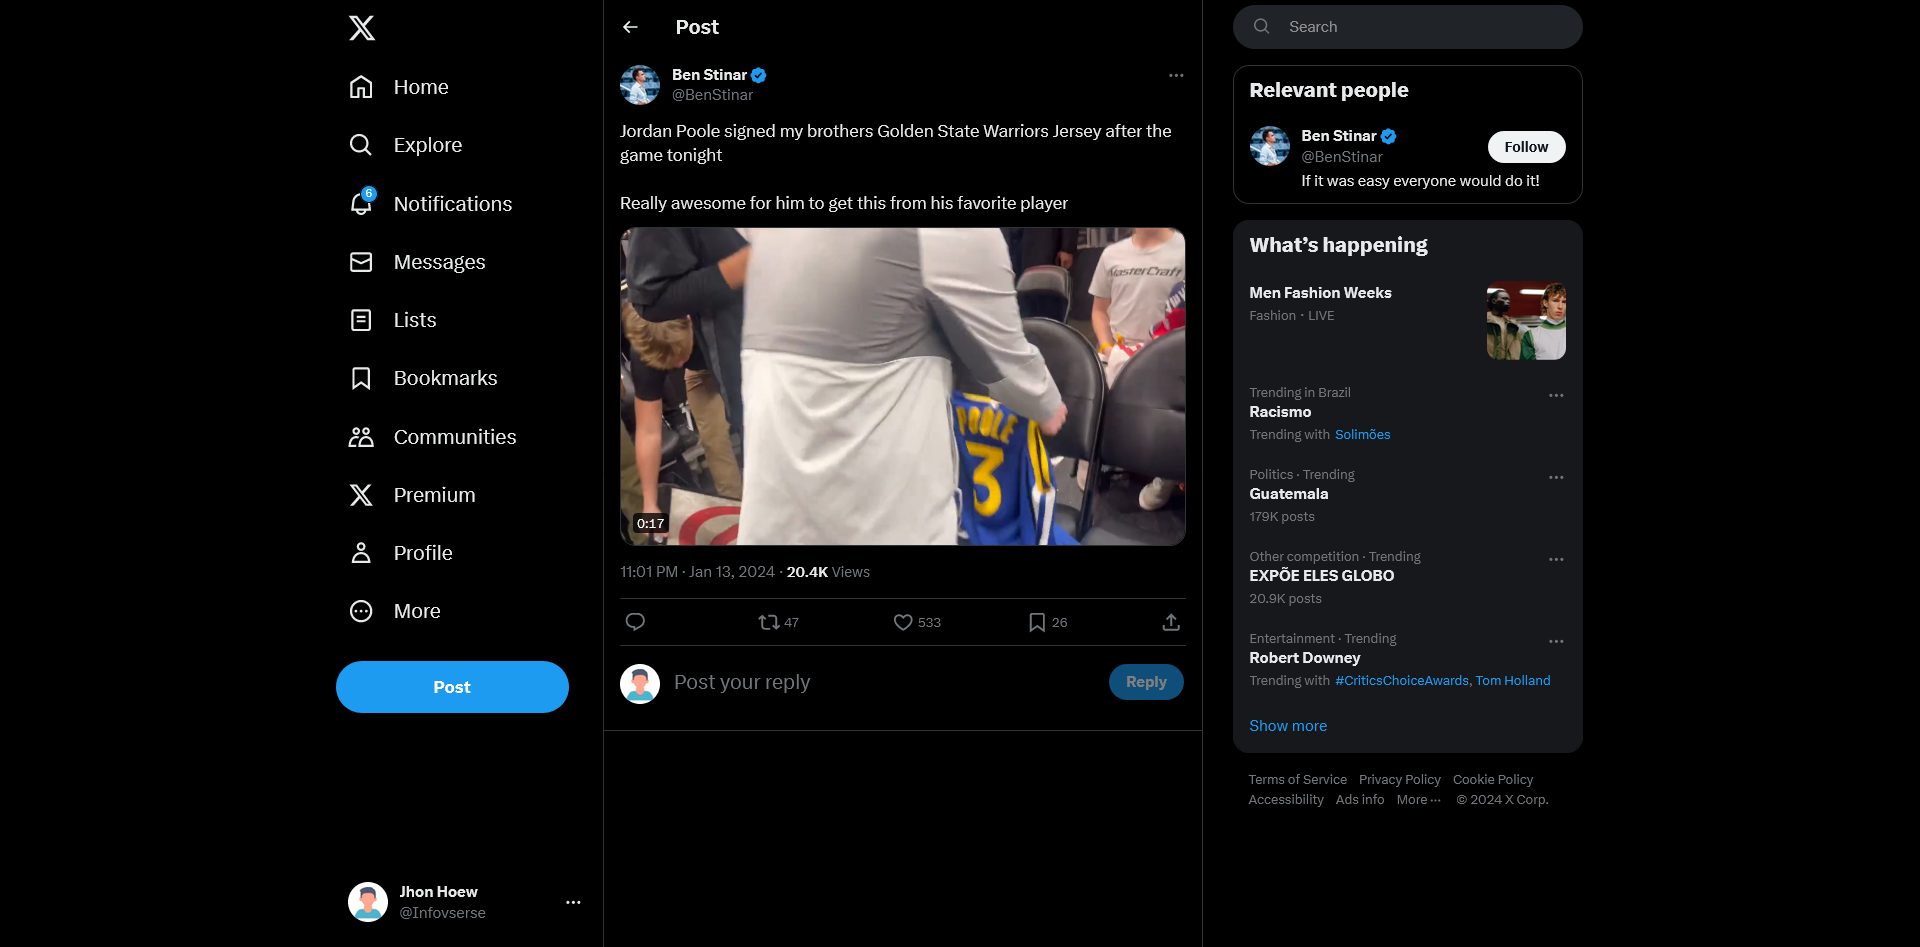 Home
Explore
6
Notifications
Messages
Lists
Bookmarks
Communities
Premium
Profile
More
Post
Jhon Hoew
@Infovserse
Post
Ben Stinar
@BenStinar
Jordan Poole signed my brothers Golden State Warriors Jersey after the
game tonight
Really awesome for him to get this from his favorite player
MasterCraft
POOLE
3
0:17
11:01 PM · Jan 13, 2024 · 20.4K Views
47
533
26
Post your reply
Reply
Search
Relevant people
Ben Stinar
@BenStinar
Follow
If it was easy everyone would do it!
What’s happening
Men Fashion Weeks
Fashion · LIVE
Trending in Brazil
Racismo
Trending with Solimões
Politics · Trending
Guatemala
179K posts
Other competition · Trending
EXPÕE ELES GLOBO
20.9K posts
Entertainment · Trending
Robert Downey
Trending with #CriticsChoiceAwards, Tom Holland
Show more
Terms of Service Privacy Policy Cookie Policy
Accessibility Ads info More ··· © 2024 X Corp.